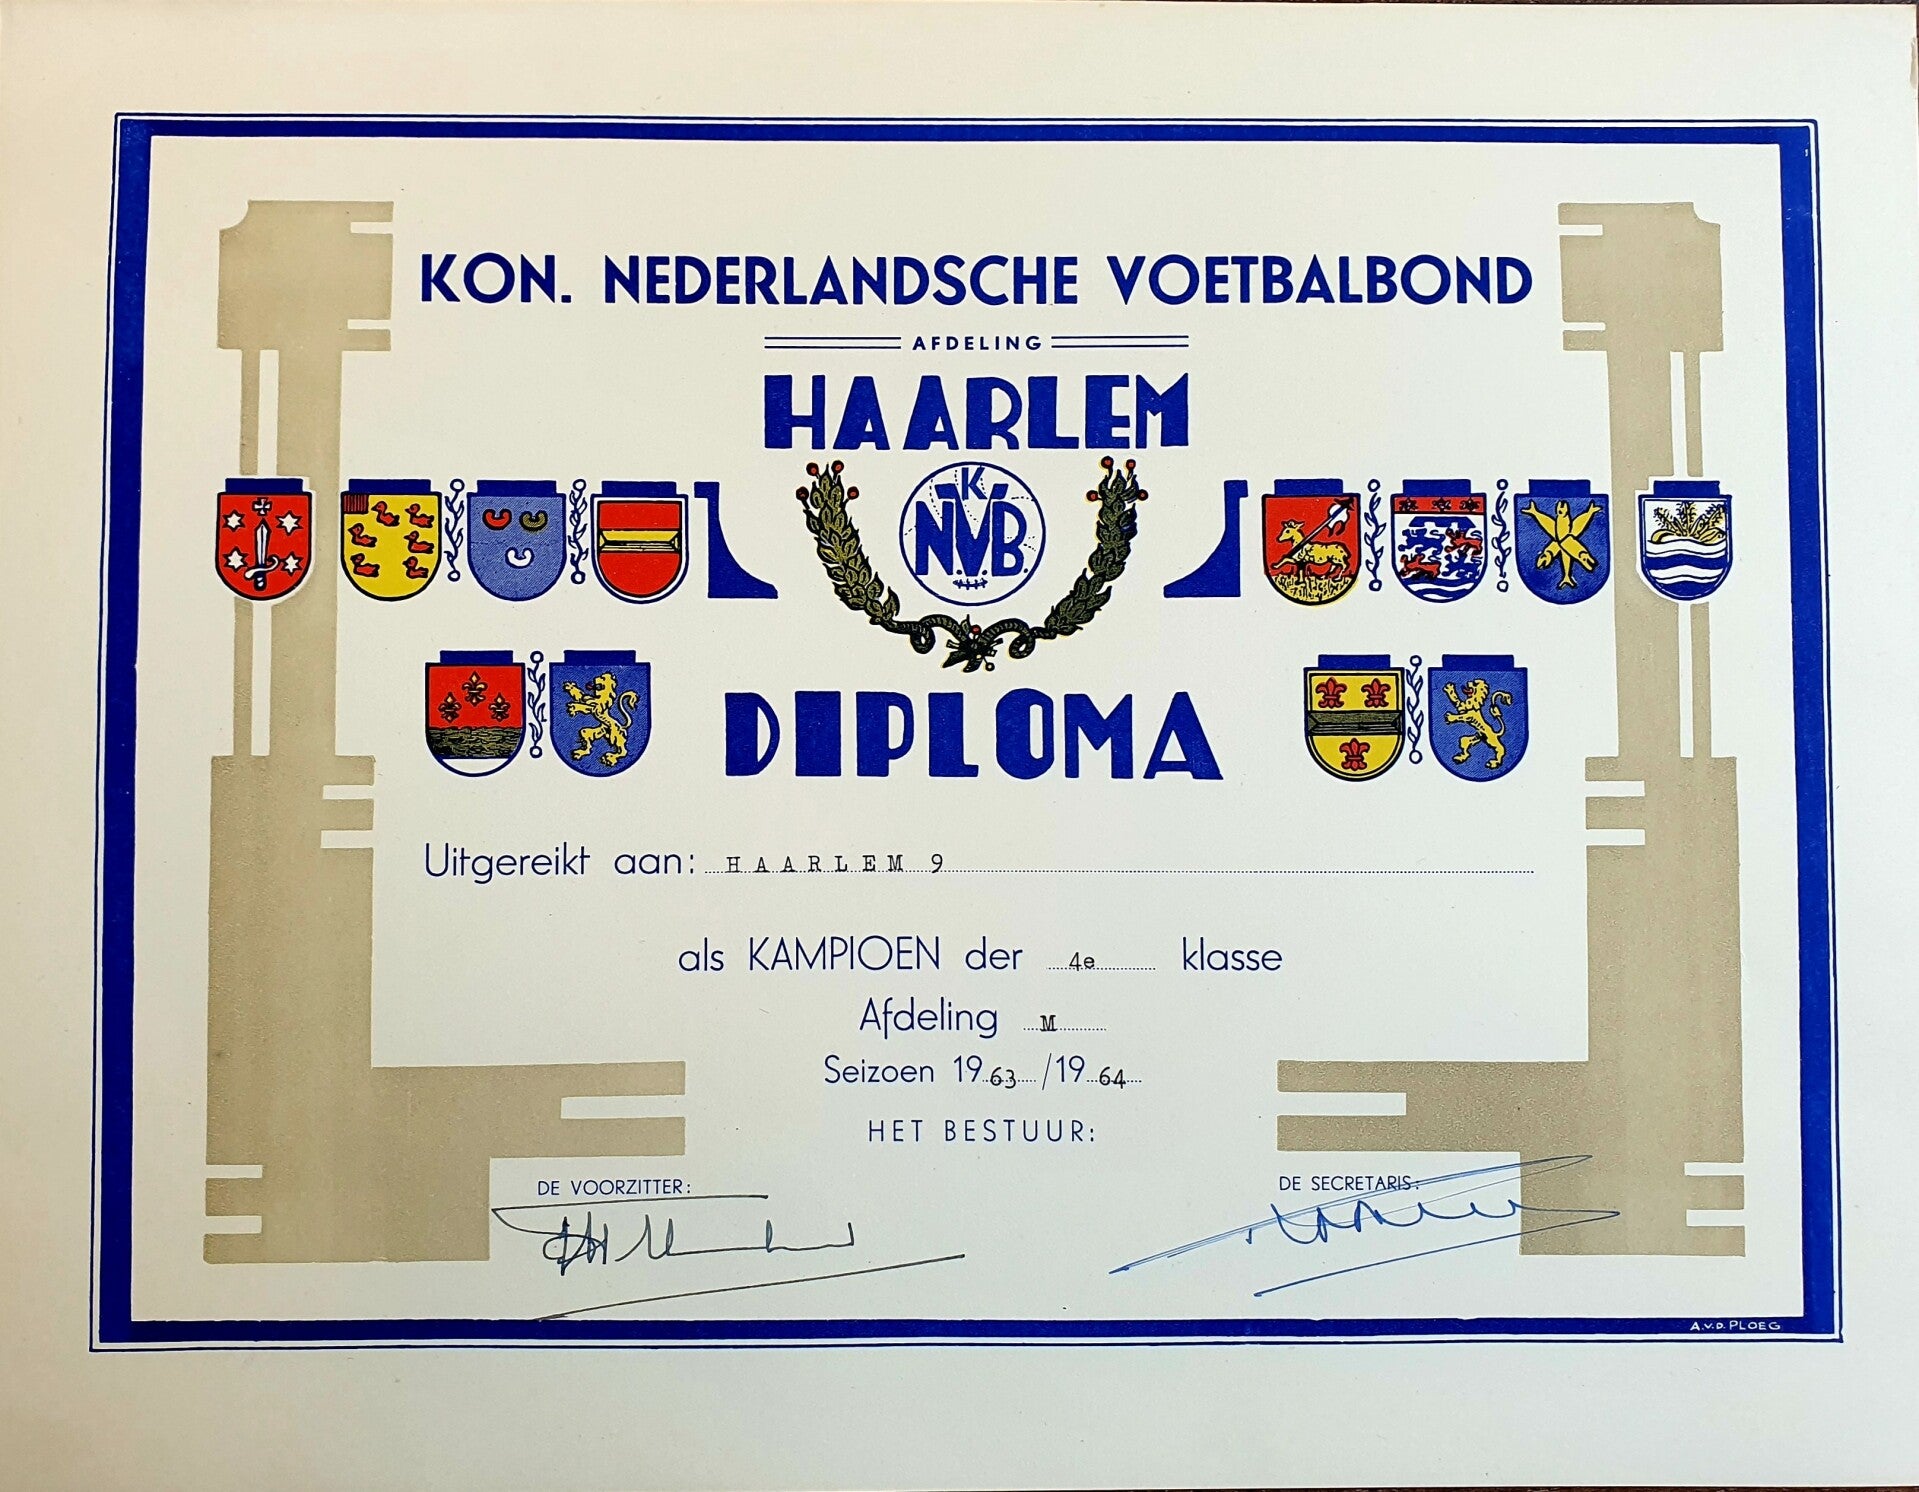 KON. NEDERLANDSCHE VOETBALBOND
AFDELING
HAARLEM
K
N.V.B.
DIPLOMA
Uitgereikt aan: HAARLEM 9
als KAMPIOEN der 4e klasse
Afdeling M
Seizoen 1963/1964
HET BESTUUR:
DE VOORZITTER:
DE SECRETARIS:
A.V.D. PLOEG